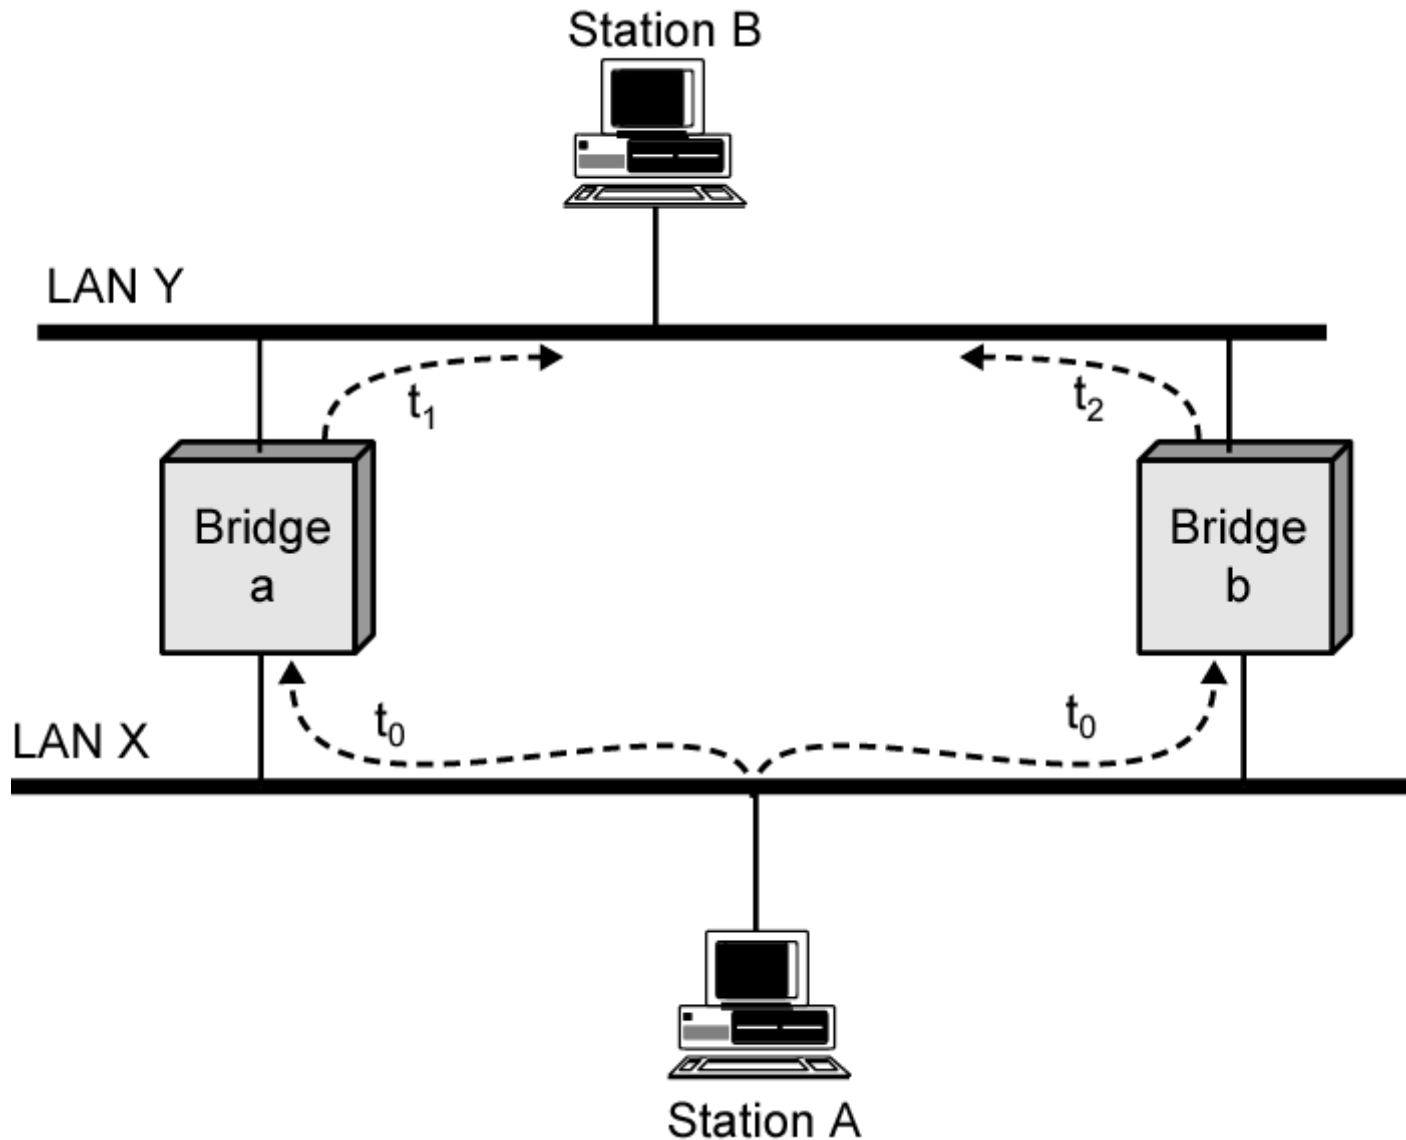 Station B
LAN Y
t₁
t₂
Bridge
a
Bridge
b
t₀
t₀
LAN X
Station A